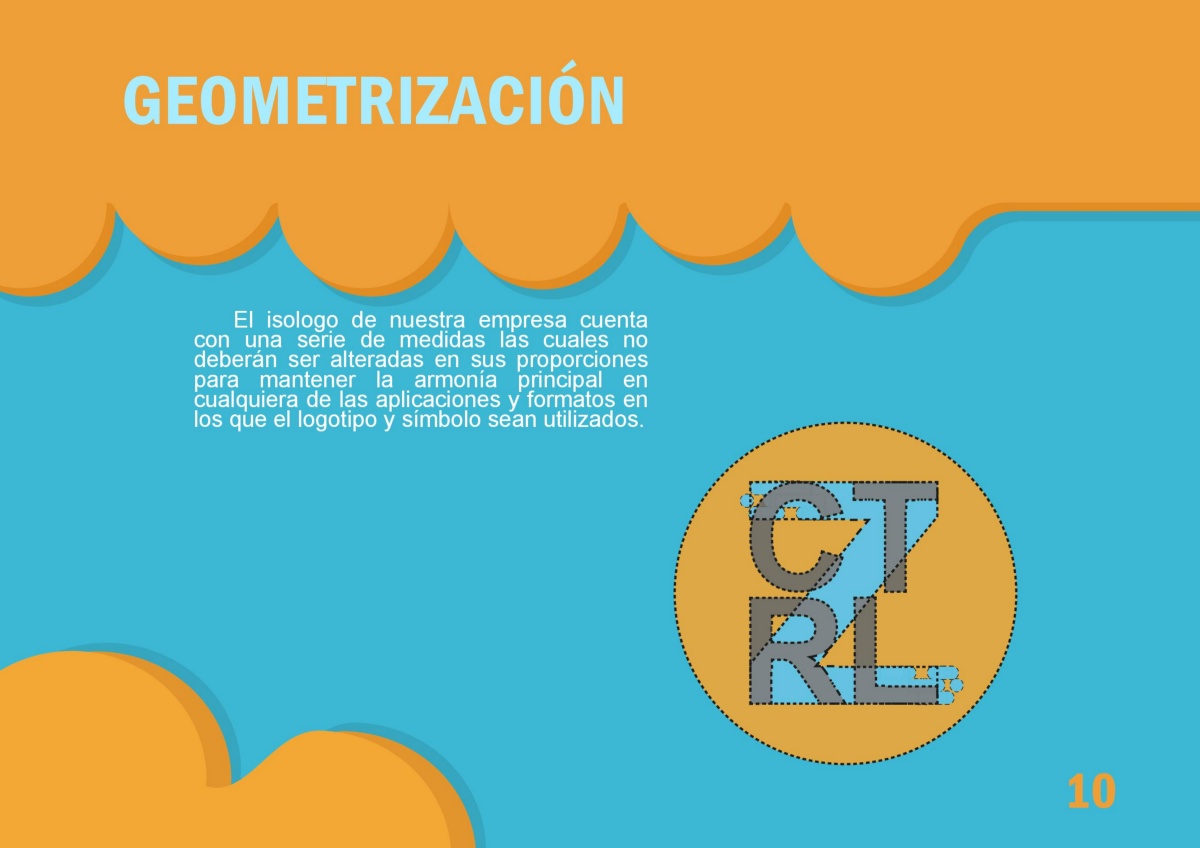 GEOMETRIZACIÓN
El isologo de nuestra empresa cuenta
con una serie de medidas las cuales no
deberán ser alteradas en sus proporciones
para mantener la armonía principal en
cualquiera de las aplicaciones y formatos en
los que el logotipo y símbolo sean utilizados.
CT
RL
10